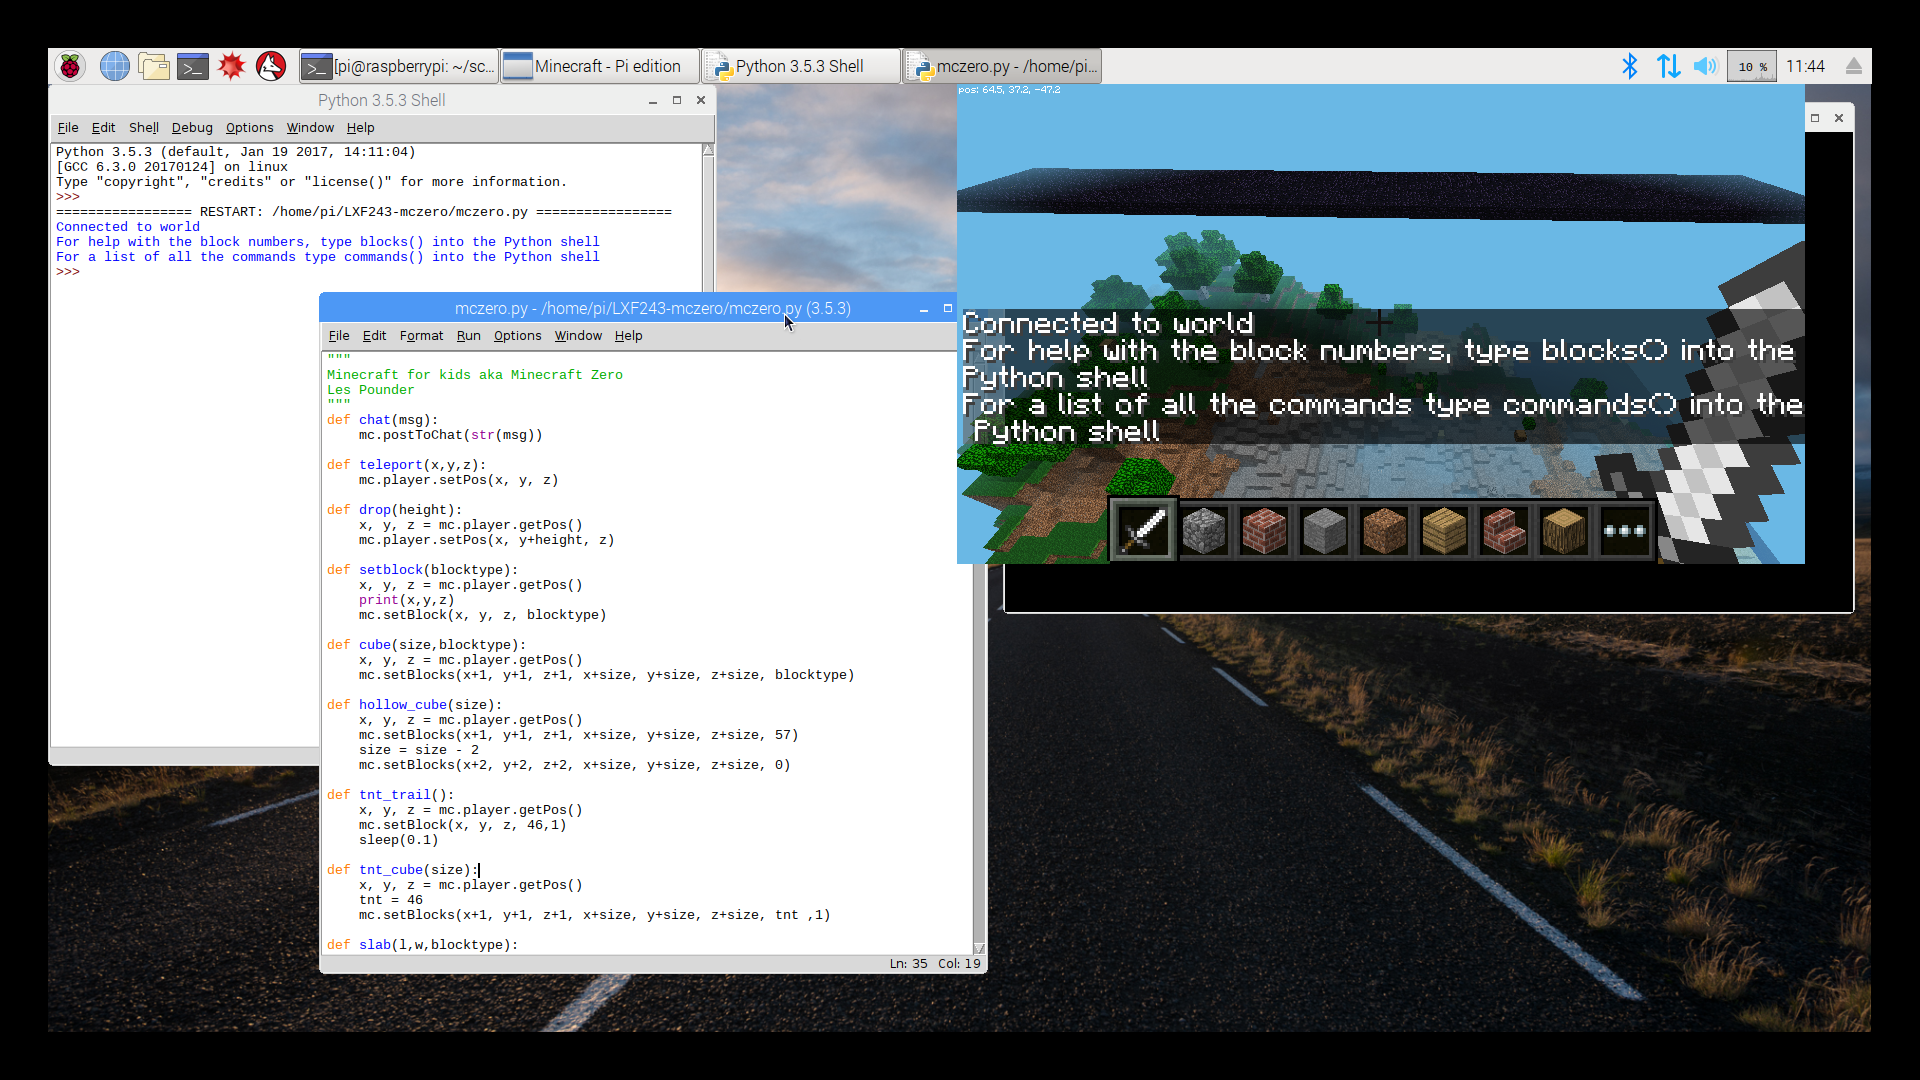 [pi@raspberrypi: ~/sc...
Minecraft - Pi edition
Python 3.5.3 Shell
mczero.py - /home/pi...
10 %
11:44
Python 3.5.3 Shell
File Edit Shell Debug Options Window Help
Python 3.5.3 (default, Jan 19 2017, 14:11:04)
[GCC 6.3.0 20170124] on linux
Type "copyright", "credits" or "license()" for more information.
>>>
================= RESTART: /home/pi/LXF243-mczero/mczero.py =================
Connected to world
For help with the block numbers, type blocks() into the Python shell
For a list of all the commands type commands() into the Python shell
>>>
mczero.py - /home/pi/LXF243-mczero/mczero.py (3.5.3)
File Edit Format Run Options Window Help
"""
Minecraft for kids aka Minecraft Zero
Les Pounder
"""
def chat(msg):
    mc.postToChat(str(msg))
def teleport(x,y,z):
    mc.player.setPos(x, y, z)
def drop(height):
    x, y, z = mc.player.getPos()
    mc.player.setPos(x, y+height, z)
def setblock(blocktype):
    x, y, z = mc.player.getPos()
    print(x,y,z)
    mc.setBlock(x, y, z, blocktype)
def cube(size,blocktype):
    x, y, z = mc.player.getPos()
    mc.setBlocks(x+1, y+1, z+1, x+size, y+size, z+size, blocktype)
def hollow_cube(size):
    x, y, z = mc.player.getPos()
    mc.setBlocks(x+1, y+1, z+1, x+size, y+size, z+size, 57)
    size = size - 2
    mc.setBlocks(x+2, y+2, z+2, x+size, y+size, z+size, 0)
def tnt_trail():
    x, y, z = mc.player.getPos()
    mc.setBlock(x, y, z, 46,1)
    sleep(0.1)
def tnt_cube(size):
    x, y, z = mc.player.getPos()
    tnt = 46
    mc.setBlocks(x+1, y+1, z+1, x+size, y+size, z+size, tnt ,1)
def slab(l,w,blocktype):
Ln: 35 Col: 19
pos: 64.5, 37.2, -47.2
Connected to world
For help with the block numbers, type blocks() into the
Python shell
For a list of all the commands type commands() into the
Python shell